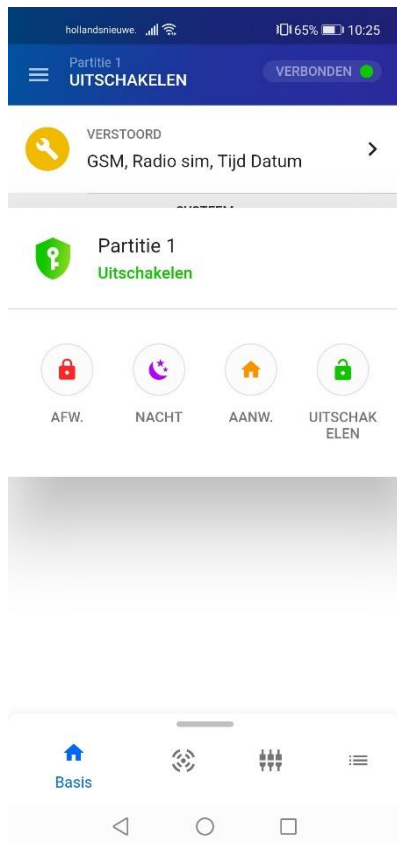 hollandsnieuwe. 65% 10:25
Partitie 1
UITSCHAKELEN
VERBONDEN
VERSTOORD
GSM, Radio sim, Tijd Datum
Partitie 1
Uitschakelen
AFW.
NACHT
AANW.
UITSCHAK
ELEN
Basis